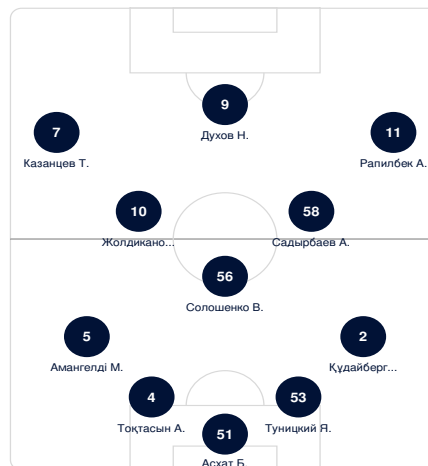 9
Духов Н.
7
Казанцев Т.
11
Рапилбек А.
10
Жолдикано...
58
Садырбаев А.
56
Солошенко В.
5
Амангелді М.
2
Құдайберг...
4
Тоқтасын А.
53
Туницкий Я.
51
Асхат Б.